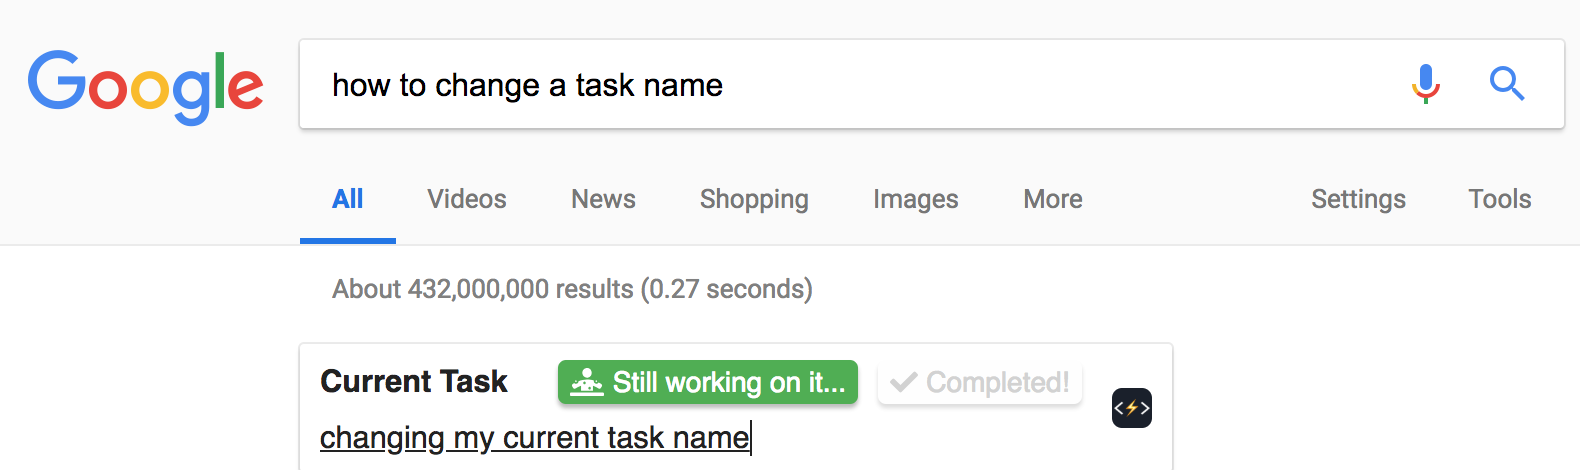 Google
how to change a task name
All Videos News Shopping Images More Settings Tools
About 432,000,000 results (0.27 seconds)
Current Task Still working on it... Completed!
<⚡>
changing my current task name